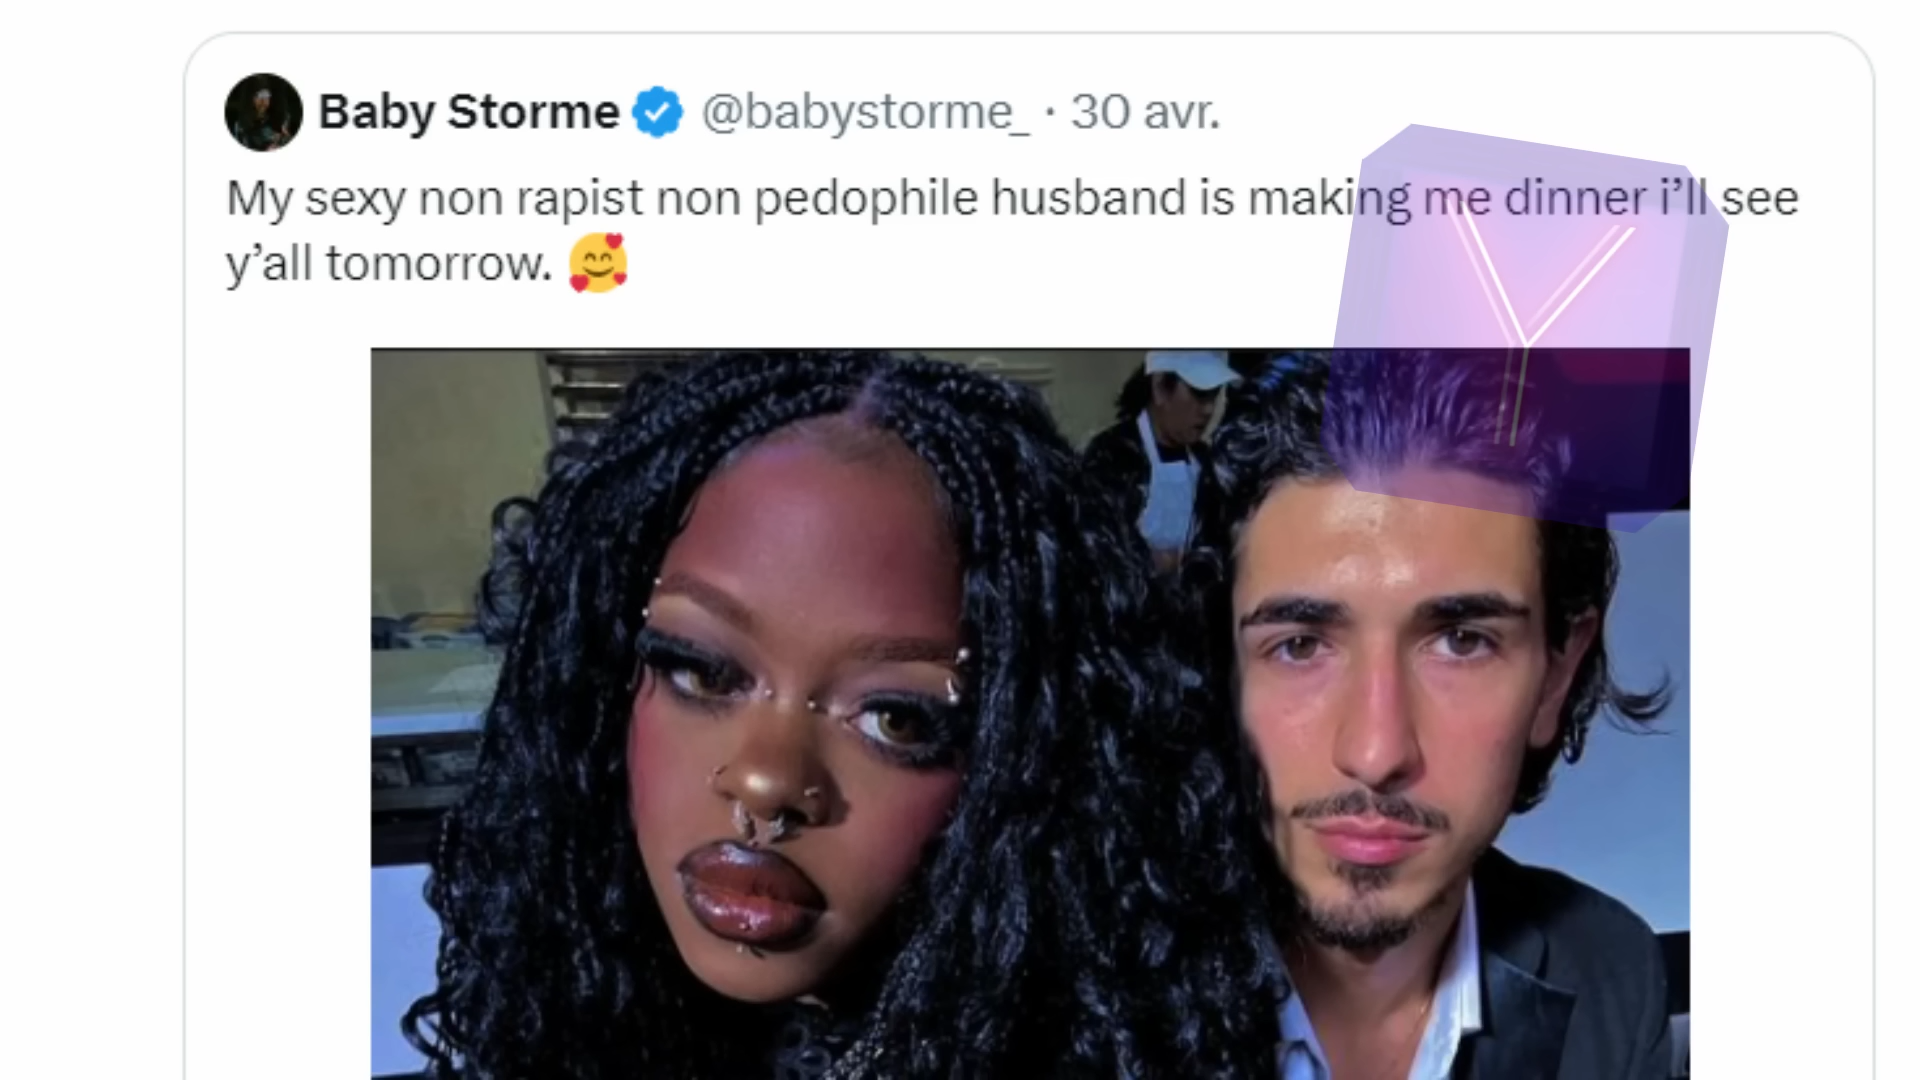 Baby Storme @babystorme_ · 30 avr.
My sexy non rapist non pedophile husband is making me dinner i’ll see
y’all tomorrow. 🥰
Y